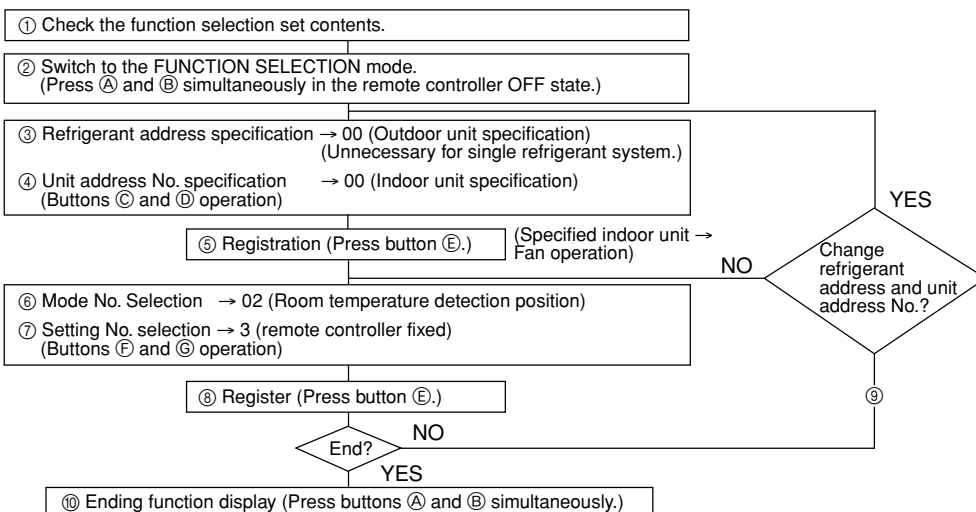 ① Check the function selection set contents.
② Switch to the FUNCTION SELECTION mode.
(Press Ⓐ and Ⓑ simultaneously in the remote controller OFF state.)
③ Refrigerant address specification → 00 (Outdoor unit specification)
(Unnecessary for single refrigerant system.)
④ Unit address No. specification → 00 (Indoor unit specification)
(Buttons Ⓒ and Ⓓ operation)
YES
⑤ Registration (Press button Ⓔ.)
(Specified indoor unit →
Fan operation)
NO
Change
refrigerant
address and unit
address No.?
⑥ Mode No. Selection → 02 (Room temperature detection position)
⑦ Setting No. selection → 3 (remote controller fixed)
(Buttons Ⓕ and Ⓖ operation)
⑧ Register (Press button Ⓔ.)
⑨
End?
NO
YES
⑩ Ending function display (Press buttons Ⓐ and Ⓑ simultaneously.)